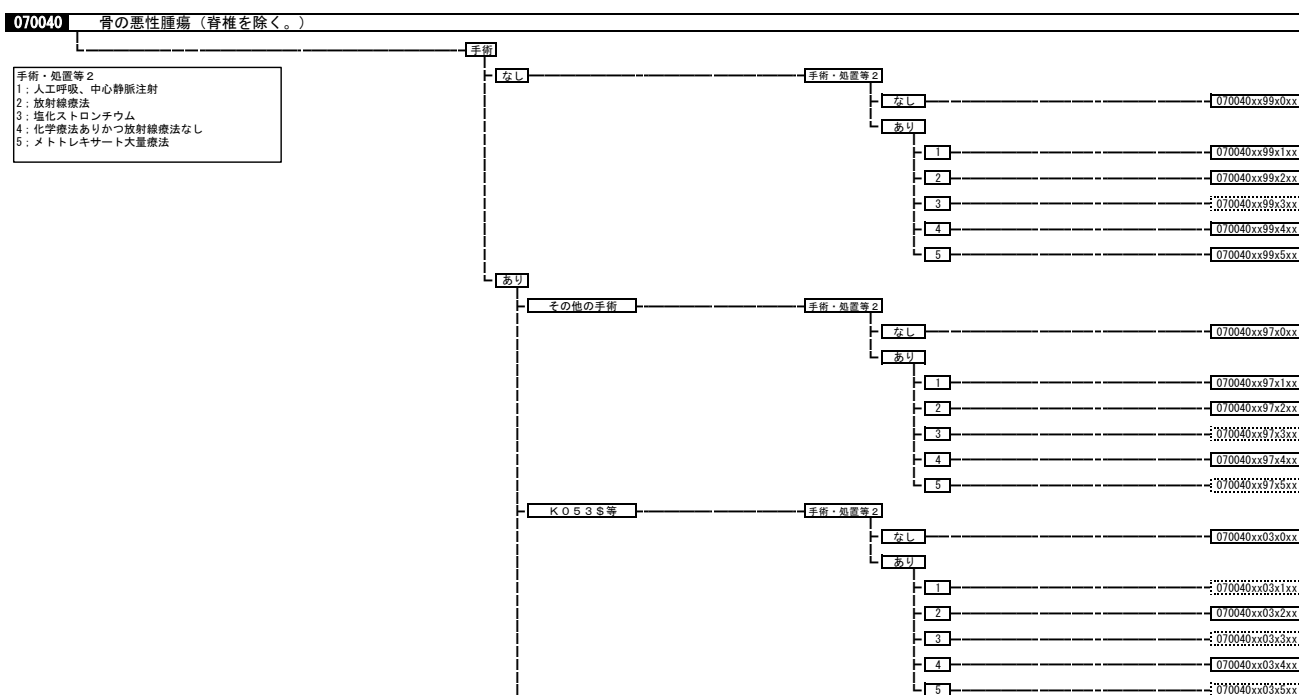 070040 骨の悪性腫瘍（脊椎を除く。）
手術
手術・処置等２
1；人工呼吸、中心静脈注射
2；放射線療法
3；塩化ストロンチウム
4；化学療法ありかつ放射線療法なし
5；メトトレキサート大量療法
なし 手術・処置等２
なし 070040xx99x0xx
あり
1 070040xx99x1xx
2 070040xx99x2xx
3 070040xx99x3xx
4 070040xx99x4xx
5 070040xx99x5xx
あり
その他の手術 手術・処置等２
なし 070040xx97x0xx
あり
1 070040xx97x1xx
2 070040xx97x2xx
3 070040xx97x3xx
4 070040xx97x4xx
5 070040xx97x5xx
Ｋ０５３＄等 手術・処置等２
なし 070040xx03x0xx
あり
1 070040xx03x1xx
2 070040xx03x2xx
3 070040xx03x3xx
4 070040xx03x4xx
5 070040xx03x5xx